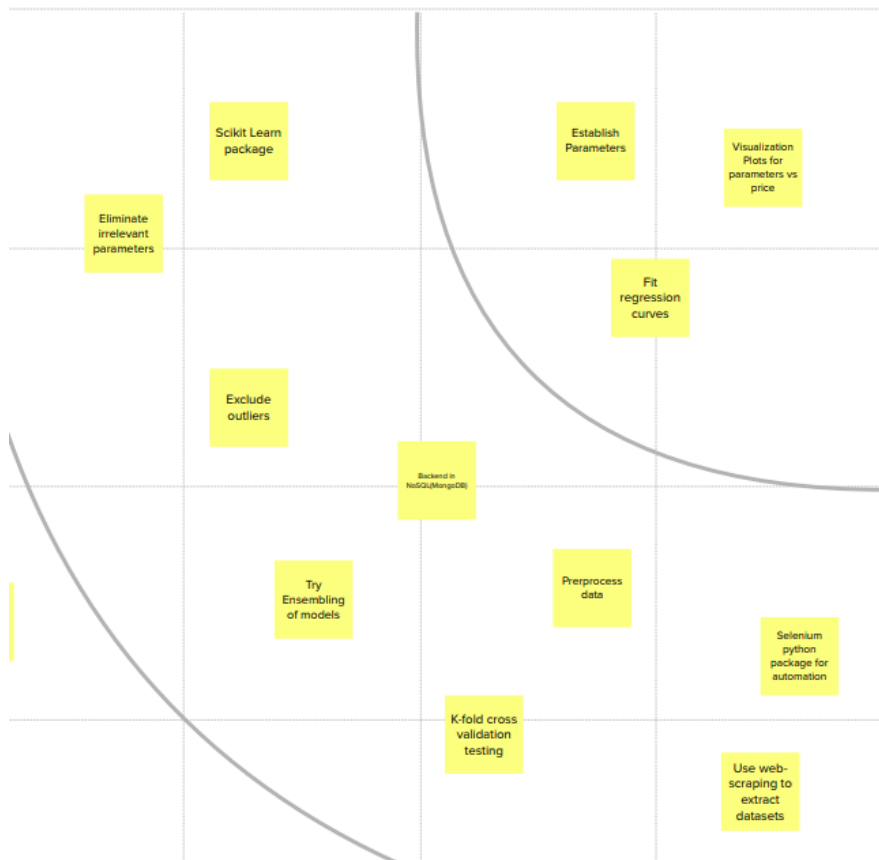 Scikit Learn
package
Establish
Parameters
Visualization
Plots for
parameters vs
price
Eliminate
irrelevant
parameters
Fit
regression
curves
Exclude
outliers
Backend in
NoSQL(MongoDB)
Try
Ensembling
of models
Prerprocess
data
Selenium
python
package for
automation
K-fold cross
validation
testing
Use web-
scraping to
extract
datasets